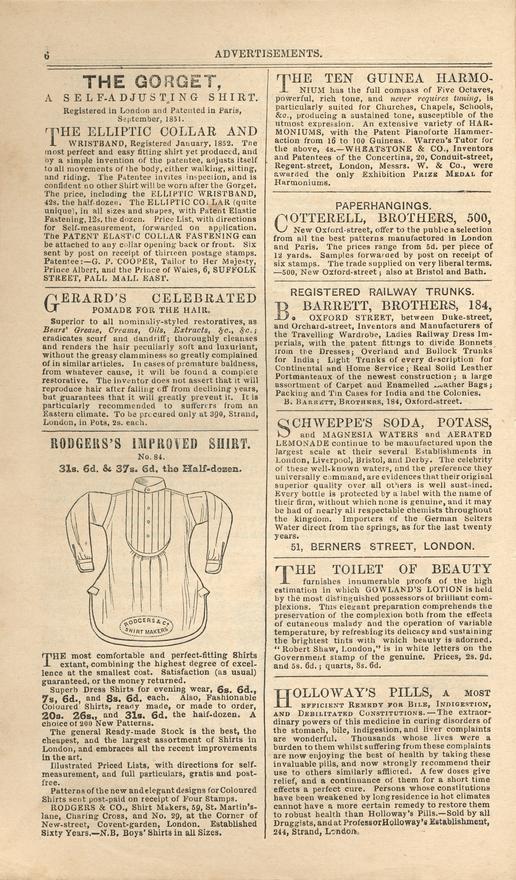 6
ADVERTISEMENTS.
THE GORGET,
A SELF-ADJUSTING SHIRT.
Registered in London and Patented in Paris,
September, 1851.
THE ELLIPTIC COLLAR AND
WRISTBAND, Registered January, 1852. The
most perfect and easy fitting shirt yet produced, and
by a simple invention of the patentee, adjusts itself
to all movements of the body, either walking, sitting,
and riding. The Patentee invites inspection, and is
confident no other Shirt will be worn after the Gorget.
The price, including the ELLIPTIC WRISTBAND,
42s. the half-dozen. The ELLIPTIC COLLAR (quite
unique), in all sizes and shapes, with Patent Elastic
Fastening, 12s. the dozen. Price List, with directions
for Self-measurement, forwarded on application.
The PATENT ELASTIC COLLAR FASTENING can
be attached to any collar opening back or front. Six
sent by post on receipt of thirteen postage stamps.
Patentee:—G. P. COOPER, Tailor to Her Majesty,
Prince Albert, and the Prince of Wales, 6, SUFFOLK
STREET, PALL MALL EAST.
GERARD'S CELEBRATED
POMADE FOR THE HAIR.
Superior to all nominally-styled restoratives, as
Bears' Grease, Creams, Oils, Extracts, &c., &c.;
eradicates scurf and dandriff; thoroughly cleanses
and renders the hair peculiarly soft and luxuriant,
without the greasy clamminess so greatly complained
of in similar articles. In cases of premature baldness,
from whatever cause, it will be found a complete
restorative. The inventor does not assert that it will
reproduce hair after falling off from declining years,
but guarantees that it will greatly prevent it. It is
particularly recommended to sufferers from an
Eastern climate. To be procured only at 390, Strand,
London, in Pots, 2s. each.
RODGERS'S IMPROVED SHIRT.
No. 84.
31s. 6d. & 37s. 6d. the Half-dozen.
RODGERS & Co
SHIRT MAKERS
THE most comfortable and perfect-fitting Shirts
extant, combining the highest degree of excel-
lence at the smallest cost. Satisfaction (as usual)
guaranteed, or the money returned.
Superb Dress Shirts for evening wear, 6s. 6d.,
7s. 6d., and 8s. 6d. each. Also, Fashionable
Coloured Shirts, ready made, or made to order,
20s. 26s., and 31s. 6d. the half-dozen. A
choice of 200 New Patterns.
The general Ready-made Stock is the best, the
cheapest, and the largest assortment of Shirts in
London, and embraces all the recent improvements
in the art.
Illustrated Priced Lists, with directions for self-
measurement, and full particulars, gratis and post-
free.
Patterns of the new and elegant designs for Coloured
Shirts sent post-paid on receipt of Four Stamps.
RODGERS & CO., Shirt Makers, 59, St. Martin's-
lane, Charing Cross, and No. 29, at the Corner of
New-street, Covent-garden, London. Established
Sixty Years.—N.B. Boys' Shirts in all Sizes.
THE TEN GUINEA HARMO-
NIUM has the full compass of Five Octaves,
powerful, rich tone, and never requires tuning, is
particularly suited for Churches, Chapels, Schools,
&c., producing a sustained tone, susceptible of the
utmost expression. An extensive variety of HAR-
MONIUMS, with the Patent Pianoforte Hammer-
action from 16 to 100 Guineas. Warren's Tutor for
the above, 4s.—WHEATSTONE & CO., Inventors
and Patentees of the Concertina, 20, Conduit-street,
Regent-street, London. Messrs. W. & Co., were
awarded the only Exhibition PRIZE MEDAL for
Harmoniums.
PAPERHANGINGS.
COTTERELL, BROTHERS, 500,
New Oxford-street, offer to the public a selection
from all the best patterns manufactured in London
and Paris. The prices range from 5d. per piece of
12 yards. Samples forwarded by post on receipt of
six stamps. The trade supplied on very liberal terms.
—500, New Oxford-street; also at Bristol and Bath.
REGISTERED RAILWAY TRUNKS.
B. BARRETT, BROTHERS, 184,
OXFORD STREET, between Duke-street,
and Orchard-street, Inventors and Manufacturers of
the Travelling Wardrobe, Ladies Railway Dress Im-
perials, with the patent fittings to divide Bonnets
from the Dresses; Overland and Bullock Trunks
for India; Light Trunks of every description for
Continental and Home Service; Real Solid Leather
Portmanteaus of the newest construction; a large
assortment of Carpet and Enamelled Leather Bags;
Packing and Tin Cases for India and the Colonies.
B. BARRETT, BROTHERS, 184, Oxford-street.
SCHWEPPE'S SODA, POTASS,
and MAGNESIA WATERS and AERATED
LEMONADE continue to be manufactured upon the
largest scale at their several Establishments in
London, Liverpool, Bristol, and Derby. The celebrity
of these well-known waters, and the preference they
universally command, are evidences that their original
superior quality over all others is well sustained.
Every bottle is protected by a label with the name of
their firm, without which none is genuine, and it may
be had of nearly all respectable chemists throughout
the kingdom. Importers of the German Selters
Water direct from the springs, as for the last twenty
years.
51, BERNERS STREET, LONDON.
THE TOILET OF BEAUTY
furnishes innumerable proofs of the high
estimation in which GOWLAND'S LOTION is held
by the most distinguished possessors of brilliant com-
plexions. This elegant preparation comprehends the
preservation of the complexion both from the effects
of cutaneous malady and the operation of variable
temperature, by refreshing its delicacy and sustaining
the brightest tints with which beauty is adorned.
"Robert Shaw, London," is in white letters on the
Government stamp of the genuine. Prices, 2s. 9d.
and 5s. 6d.; quarts, 8s. 6d.
HOLLOWAY'S PILLS, A MOST
EFFICIENT REMEDY FOR BILE, INDIGESTION,
AND DEBILITATED CONSTITUTIONS.—The extraor-
dinary powers of this medicine in curing disorders of
the stomach, bile, indigestion, and liver complaints
are wonderful. Thousands whose lives were a
burden to them whilst suffering from these complaints
are now enjoying the best of health by taking these
invaluable pills, and now strongly recommend their
use to others similarly afflicted. A few doses give
relief, and a continuance of them for a short time
effects a perfect cure. Persons whose constitutions
have been weakened by long residence in hot climates
cannot have a more certain remedy to restore them
to robust health than Holloway's Pills.—Sold by all
Druggists, and at Professor Holloway's Establishment,
244, Strand, London.